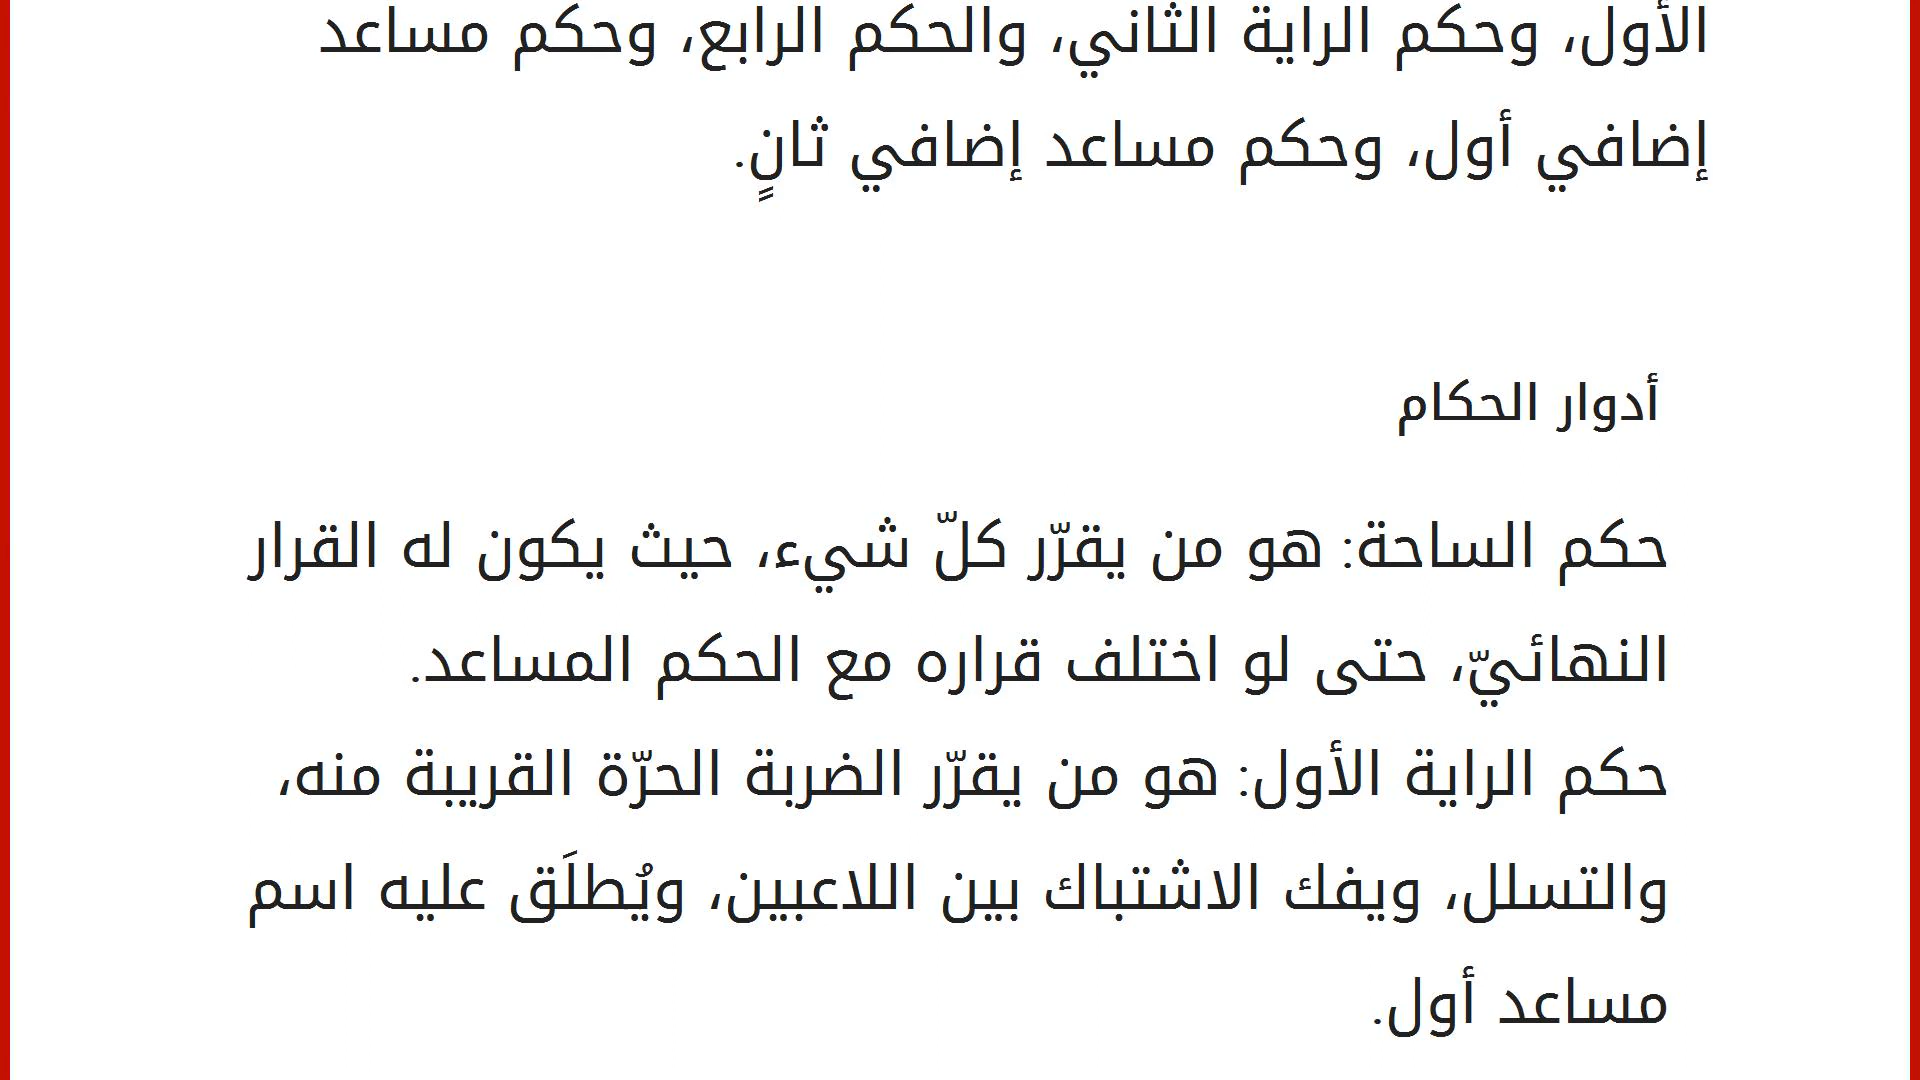 الأول، وحكم الراية الثاني، والحكم الرابع، وحكم مساعد
إضافي أول، وحكم مساعد إضافي ثانٍ.
أدوار الحكام
حكم الساحة: هو من يقرّر كلّ شيء، حيث يكون له القرار
النهائيّ، حتى لو اختلف قراره مع الحكم المساعد.
حكم الراية الأول: هو من يقرّر الضربة الحرّة القريبة منه،
والتسلل، ويفك الاشتباك بين اللاعبين، ويُطلَق عليه اسم
مساعد أول.